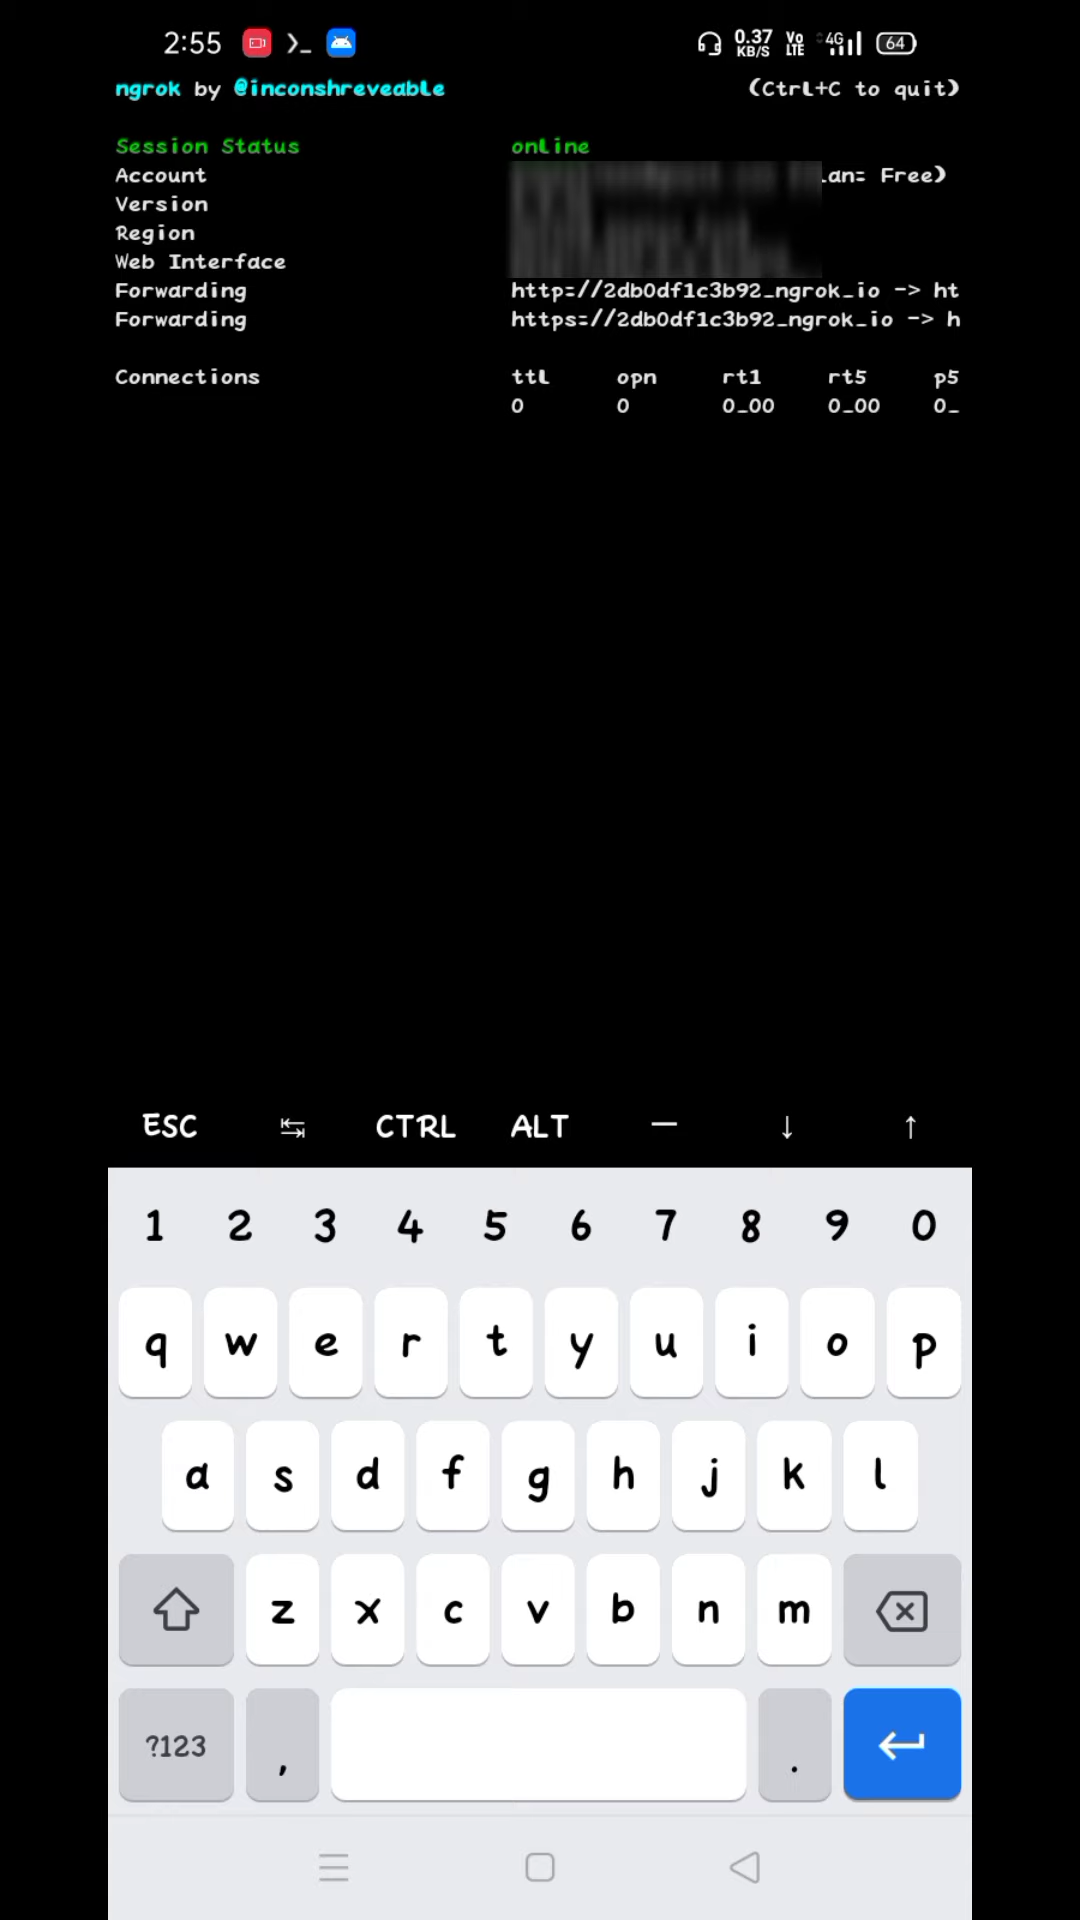 2:55 0.37 KB/S Vo LTE 4G 64
ngrok by @inconshreveable (Ctrl+C to quit)
Session Status online
Account lan: Free)
Version
Region
Web Interface
Forwarding http://2db0df1c3b92.ngrok.io -> ht
Forwarding https://2db0df1c3b92.ngrok.io -> h
Connections ttl opn rt1 rt5 p5
0 0 0.00 0.00 0.
ESC CTRL ALT — ↓ ↑
1 2 3 4 5 6 7 8 9 0
q w e r t y u i o p
a s d f g h j k l
z x c v b n m
?123 , .